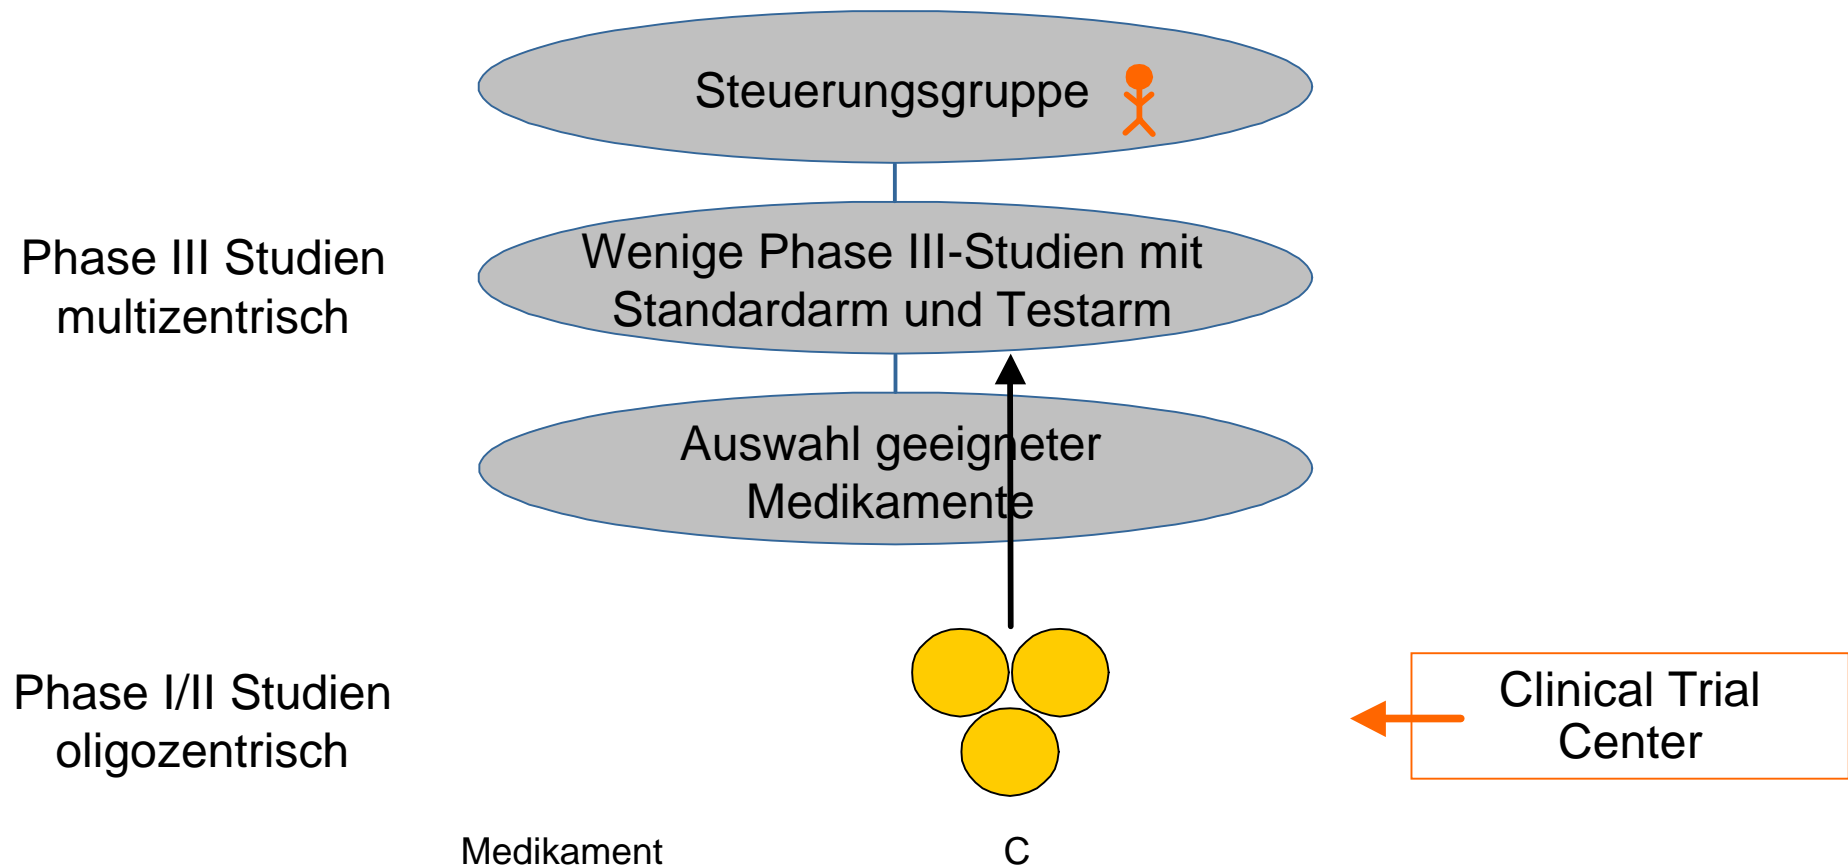 Steuerungsgruppe
Phase III Studien
multizentrisch
Wenige Phase III-Studien mit
Standardarm und Testarm
Auswahl geeigneter
Medikamente
Phase I/II Studien
oligozentrisch
Clinical Trial
Center
Medikament C